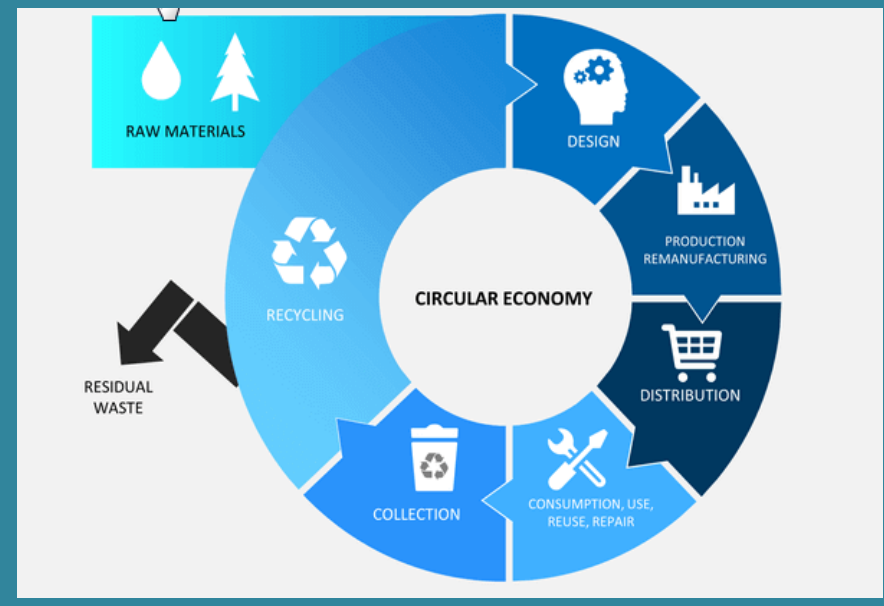 RAW MATERIALS
DESIGN
PRODUCTION
REMANUFACTURING
RECYCLING
CIRCULAR ECONOMY
DISTRIBUTION
RESIDUAL
WASTE
CONSUMPTION, USE,
REUSE, REPAIR
COLLECTION